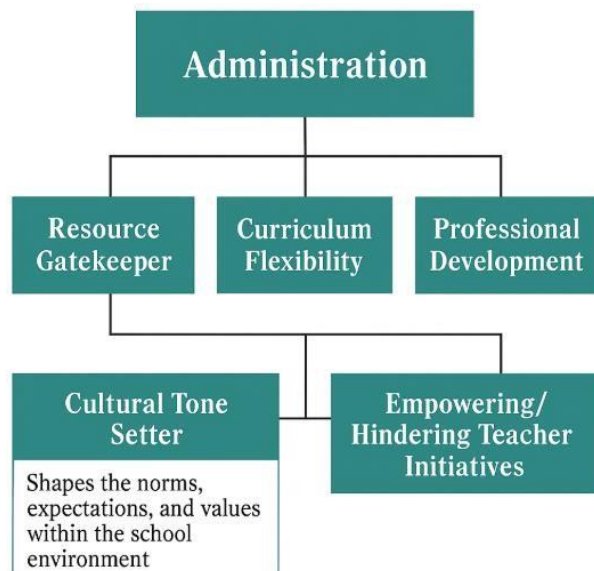 Administration
Resource
Gatekeeper
Curriculum
Flexibility
Professional
Development
Cultural Tone
Setter
Shapes the norms,
expectations, and values
within the school
environment
Empowering/
Hindering Teacher
Initiatives